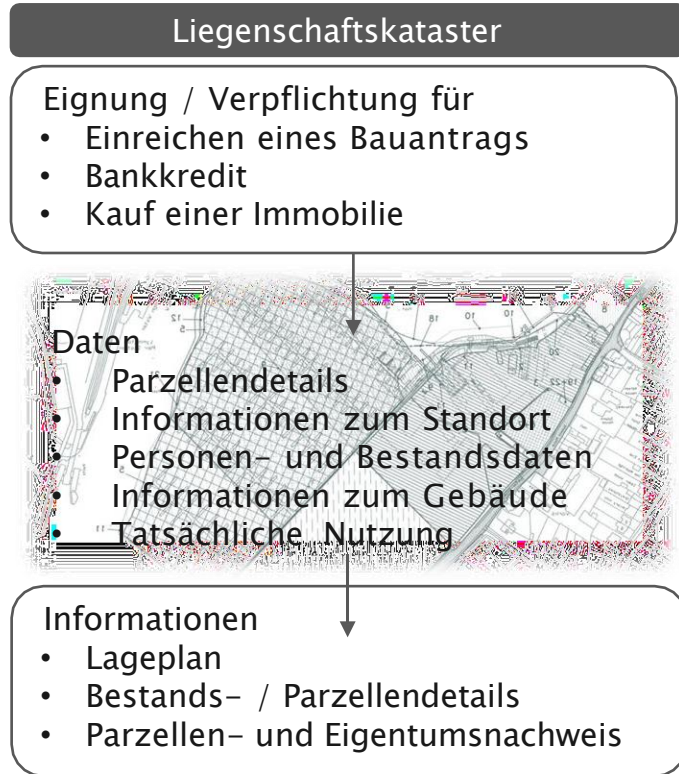 Liegenschaftskataster
Eignung / Verpflichtung für
• Einreichen eines Bauantrags
• Bankkredit
• Kauf einer Immobilie
Daten
• Parzellendetails
• Informationen zum Standort
• Personen- und Bestandsdaten
• Informationen zum Gebäude
• Tatsächliche Nutzung
Informationen
• Lageplan
• Bestands- / Parzellendetails
• Parzellen- und Eigentumsnachweis